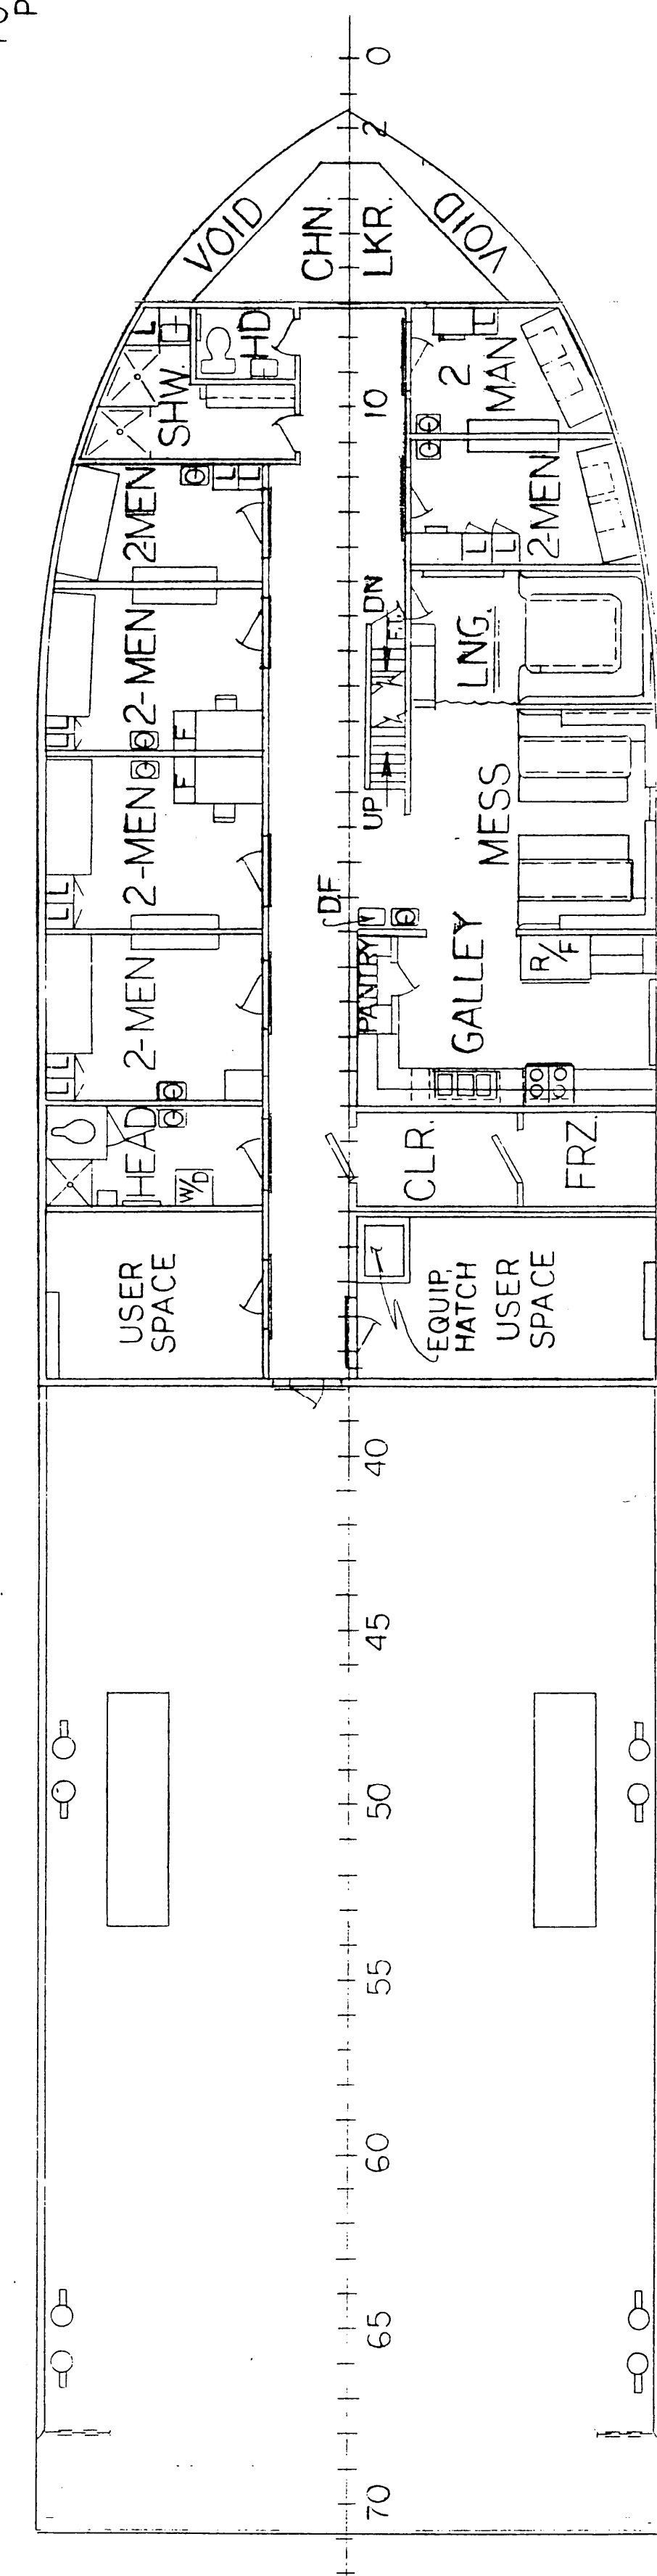 P
0
2
VOID
CHN.
LKR.
VOID
L
SHW.
HD
10
L
2
MAN
2-MEN
L
L
2MEN
L
L
2-MEN
L
L
F
DN
LNG.
2-MEN
L
L
F
UP
MESS
DF
2-MEN
L
L
PANTRY
GALLEY
R/F
HEAD
W/D
CLR.
FRZ.
USER
SPACE
EQUIP.
HATCH
USER
SPACE
40
45
50
55
60
65
70